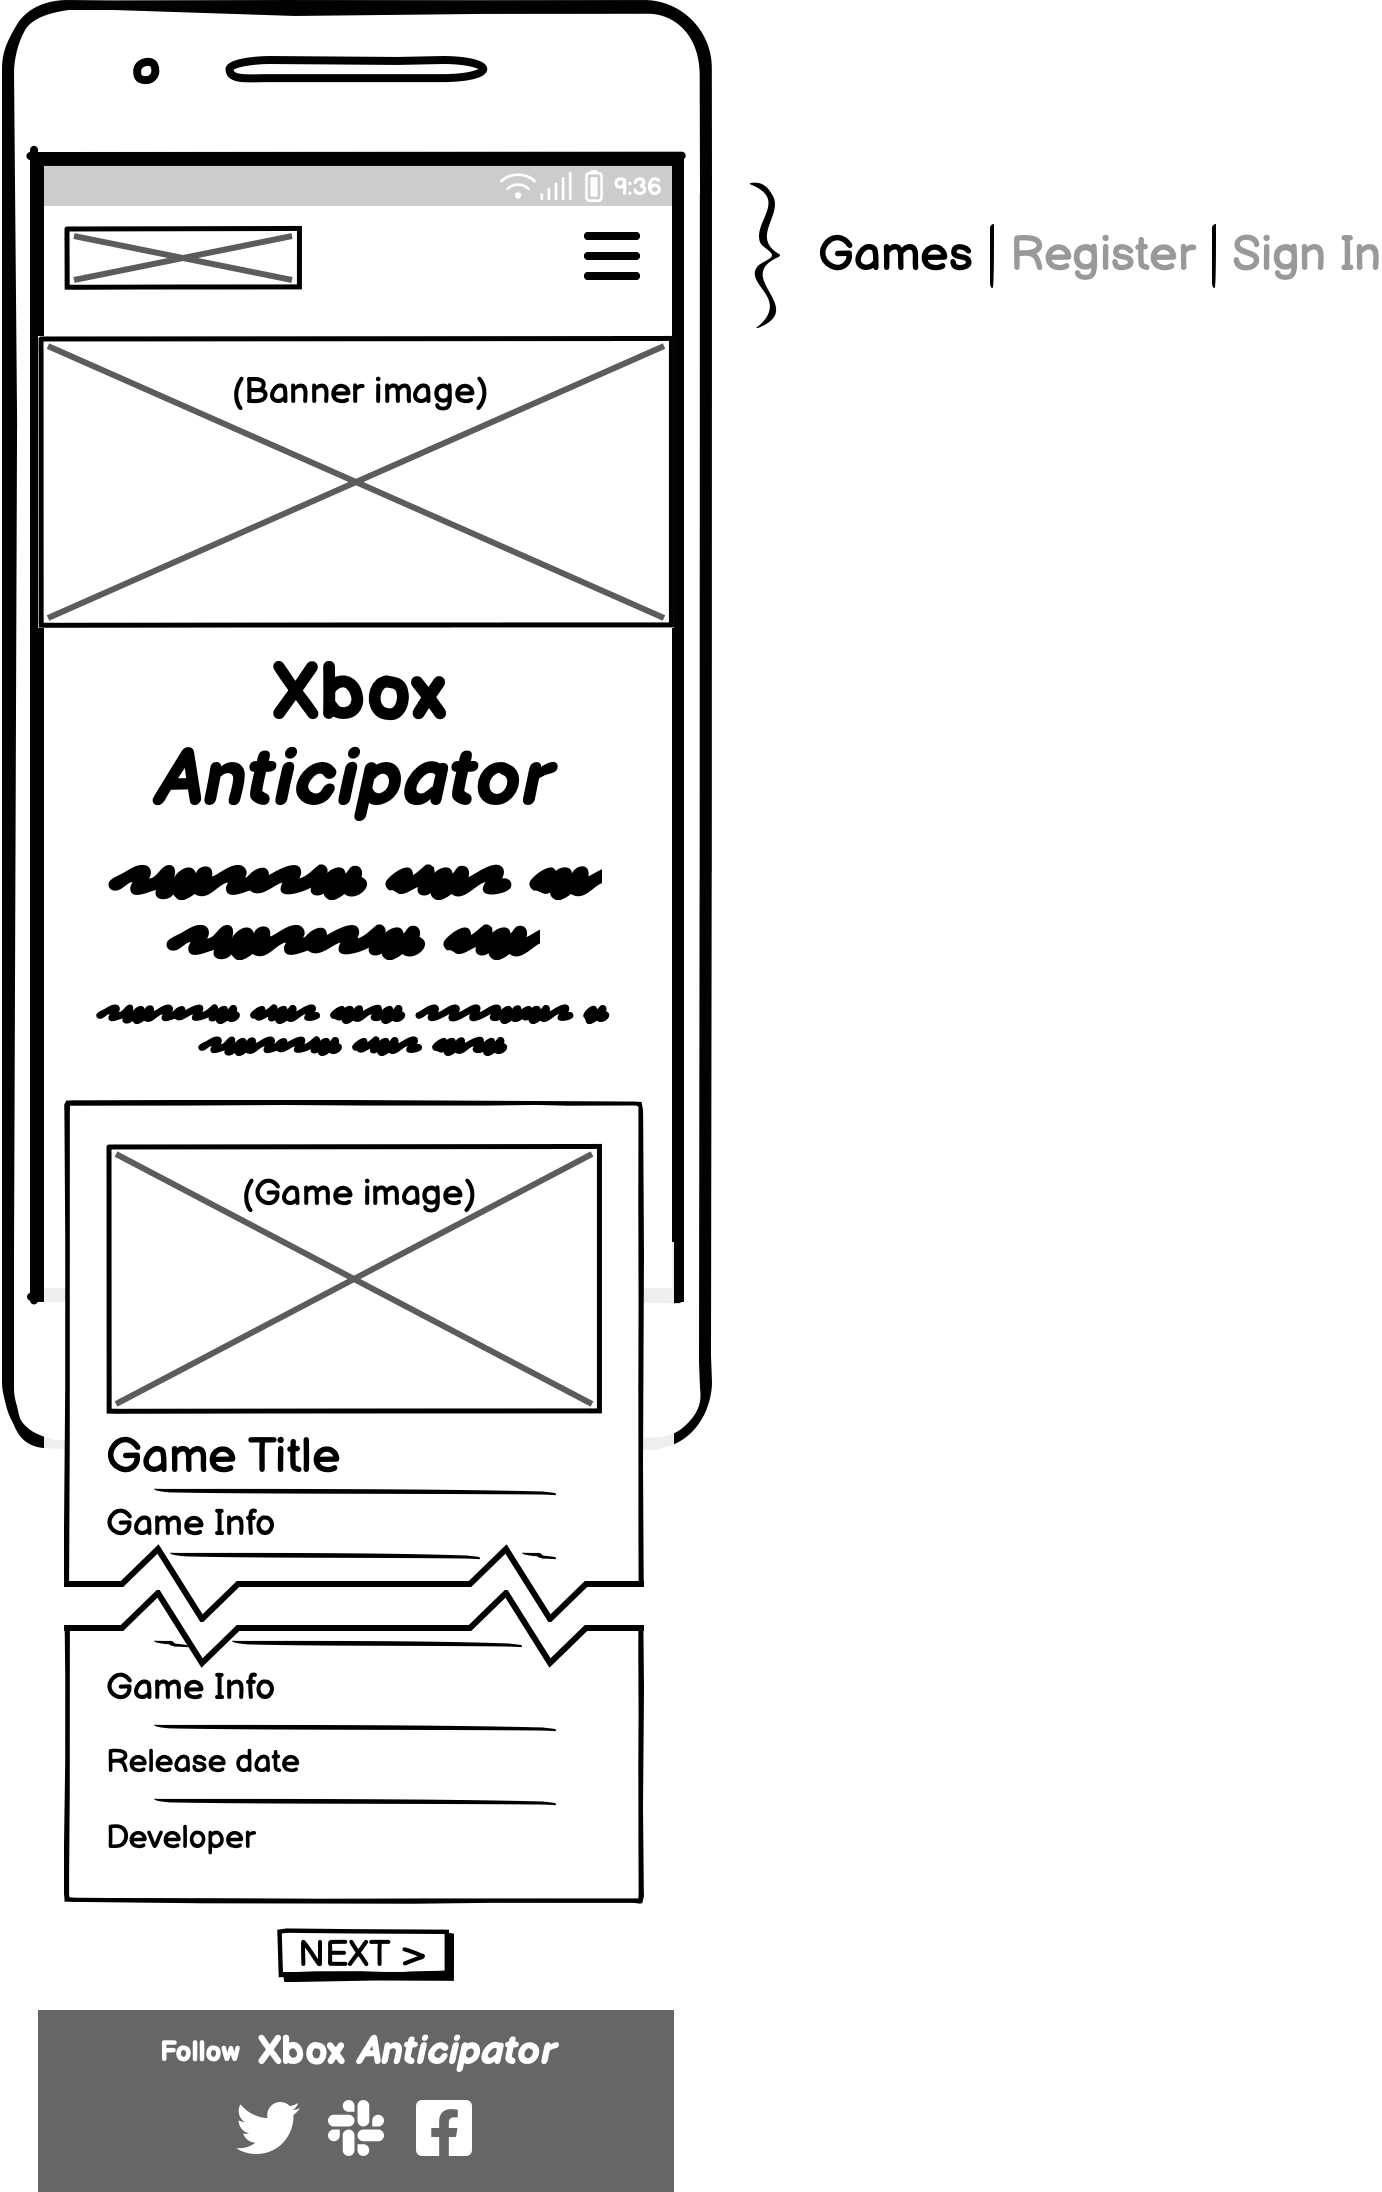 9:36
Games | Register | Sign In
(Banner image)
Xbox
Anticipator
(Game image)
Game Title
Game Info
Game Info
Release date
Developer
NEXT >
Follow Xbox Anticipator